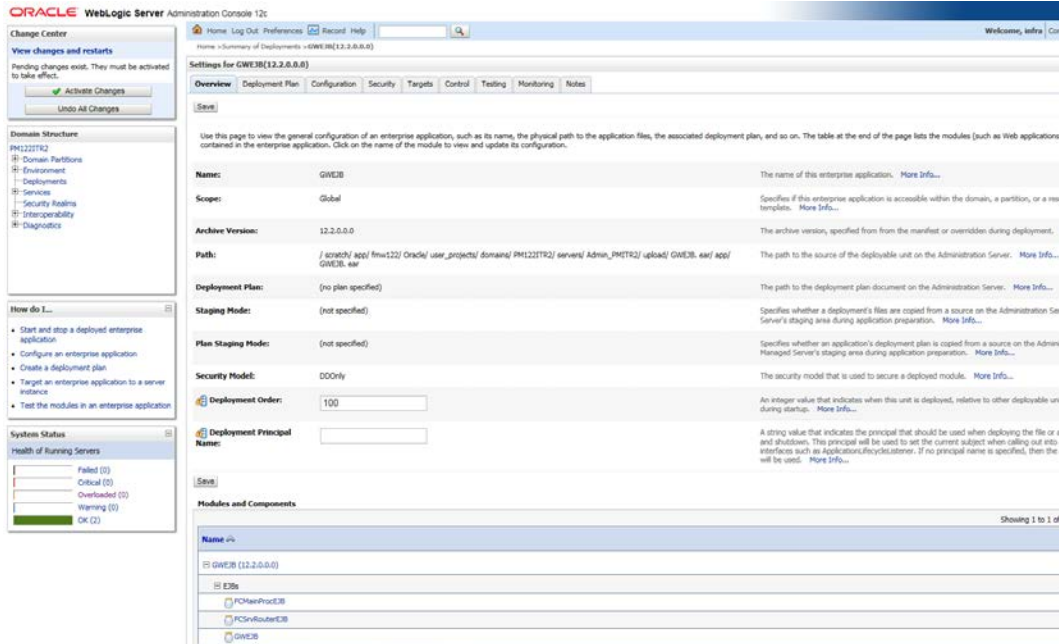 ORACLE WebLogic Server Administration Console 12c
Change Center
View changes and restarts
Pending changes exist. They must be activated
to take effect.
Activate Changes
Undo All Changes
Domain Structure
PM122ITR2
Domain Partitions
Environment
Deployments
Services
Security Realms
Interoperability
Diagnostics
How do I...
Start and stop a deployed enterprise
application
Configure an enterprise application
Create a deployment plan
Target an enterprise application to a server
instance
Test the modules in an enterprise application
System Status
Health of Running Servers
Failed (0)
Critical (0)
Overloaded (0)
Warning (0)
OK (2)
Home Log Out Preferences Record Help
Welcome, infra
Home >Summary of Deployments >GWEJB(12.2.0.0.0)
Settings for GWEJB(12.2.0.0.0)
Overview Deployment Plan Configuration Security Targets Control Testing Monitoring Notes
Save
Use this page to view the general configuration of an enterprise application, such as its name, the physical path to the application files, the associated deployment plan, and so on. The table at the end of the page lists the modules (such as Web applications
contained in the enterprise application. Click on the name of the module to view and update its configuration.
Name: GWEJB The name of this enterprise application. More Info...
Scope: Global Specifies if this enterprise application is accessible within the domain, a partition, or a
template. More Info...
Archive Version: 12.2.0.0.0 The archive version, specified from from the manifest or overridden during deployment.
Path: / scratch/ app/ fmw122/ Oracle/ user_projects/ domains/ PM122ITR2/ servers/ Admin_PMITR2/ upload/ GWEJB. ear/ app/ The path to the source of the deployable unit on the Administration Server. More Info...
GWEJB. ear
Deployment Plan: (no plan specified) The path to the deployment plan document on the Administration Server. More Info...
Staging Mode: (not specified) Specifies whether a deployment's files are copied from a source on the Administration
Server's staging area during application preparation. More Info...
Plan Staging Mode: (not specified) Specifies whether an application's deployment plan is copied from a source on the
Managed Server's staging area during application preparation. More Info...
Security Model: DDOnly The security model that is used to secure a deployed module. More Info...
Deployment Order: 100 An integer value that indicates when this unit is deployed, relative to other deployable
during startup. More Info...
Deployment Principal A string value that indicates the principal that should be used when deploying the file or
Name: and shutdown. This principal will be used to set the current subject when calling out into
interfaces such as ApplicationLifecycleListener. If no principal name is specified, then the
will be used. More Info...
Save
Modules and Components
Showing 1 to 1 of
Name
GWEJB (12.2.0.0.0)
EJBs
FCMainProcEJB
FCSrvRouterEJB
GWEJB